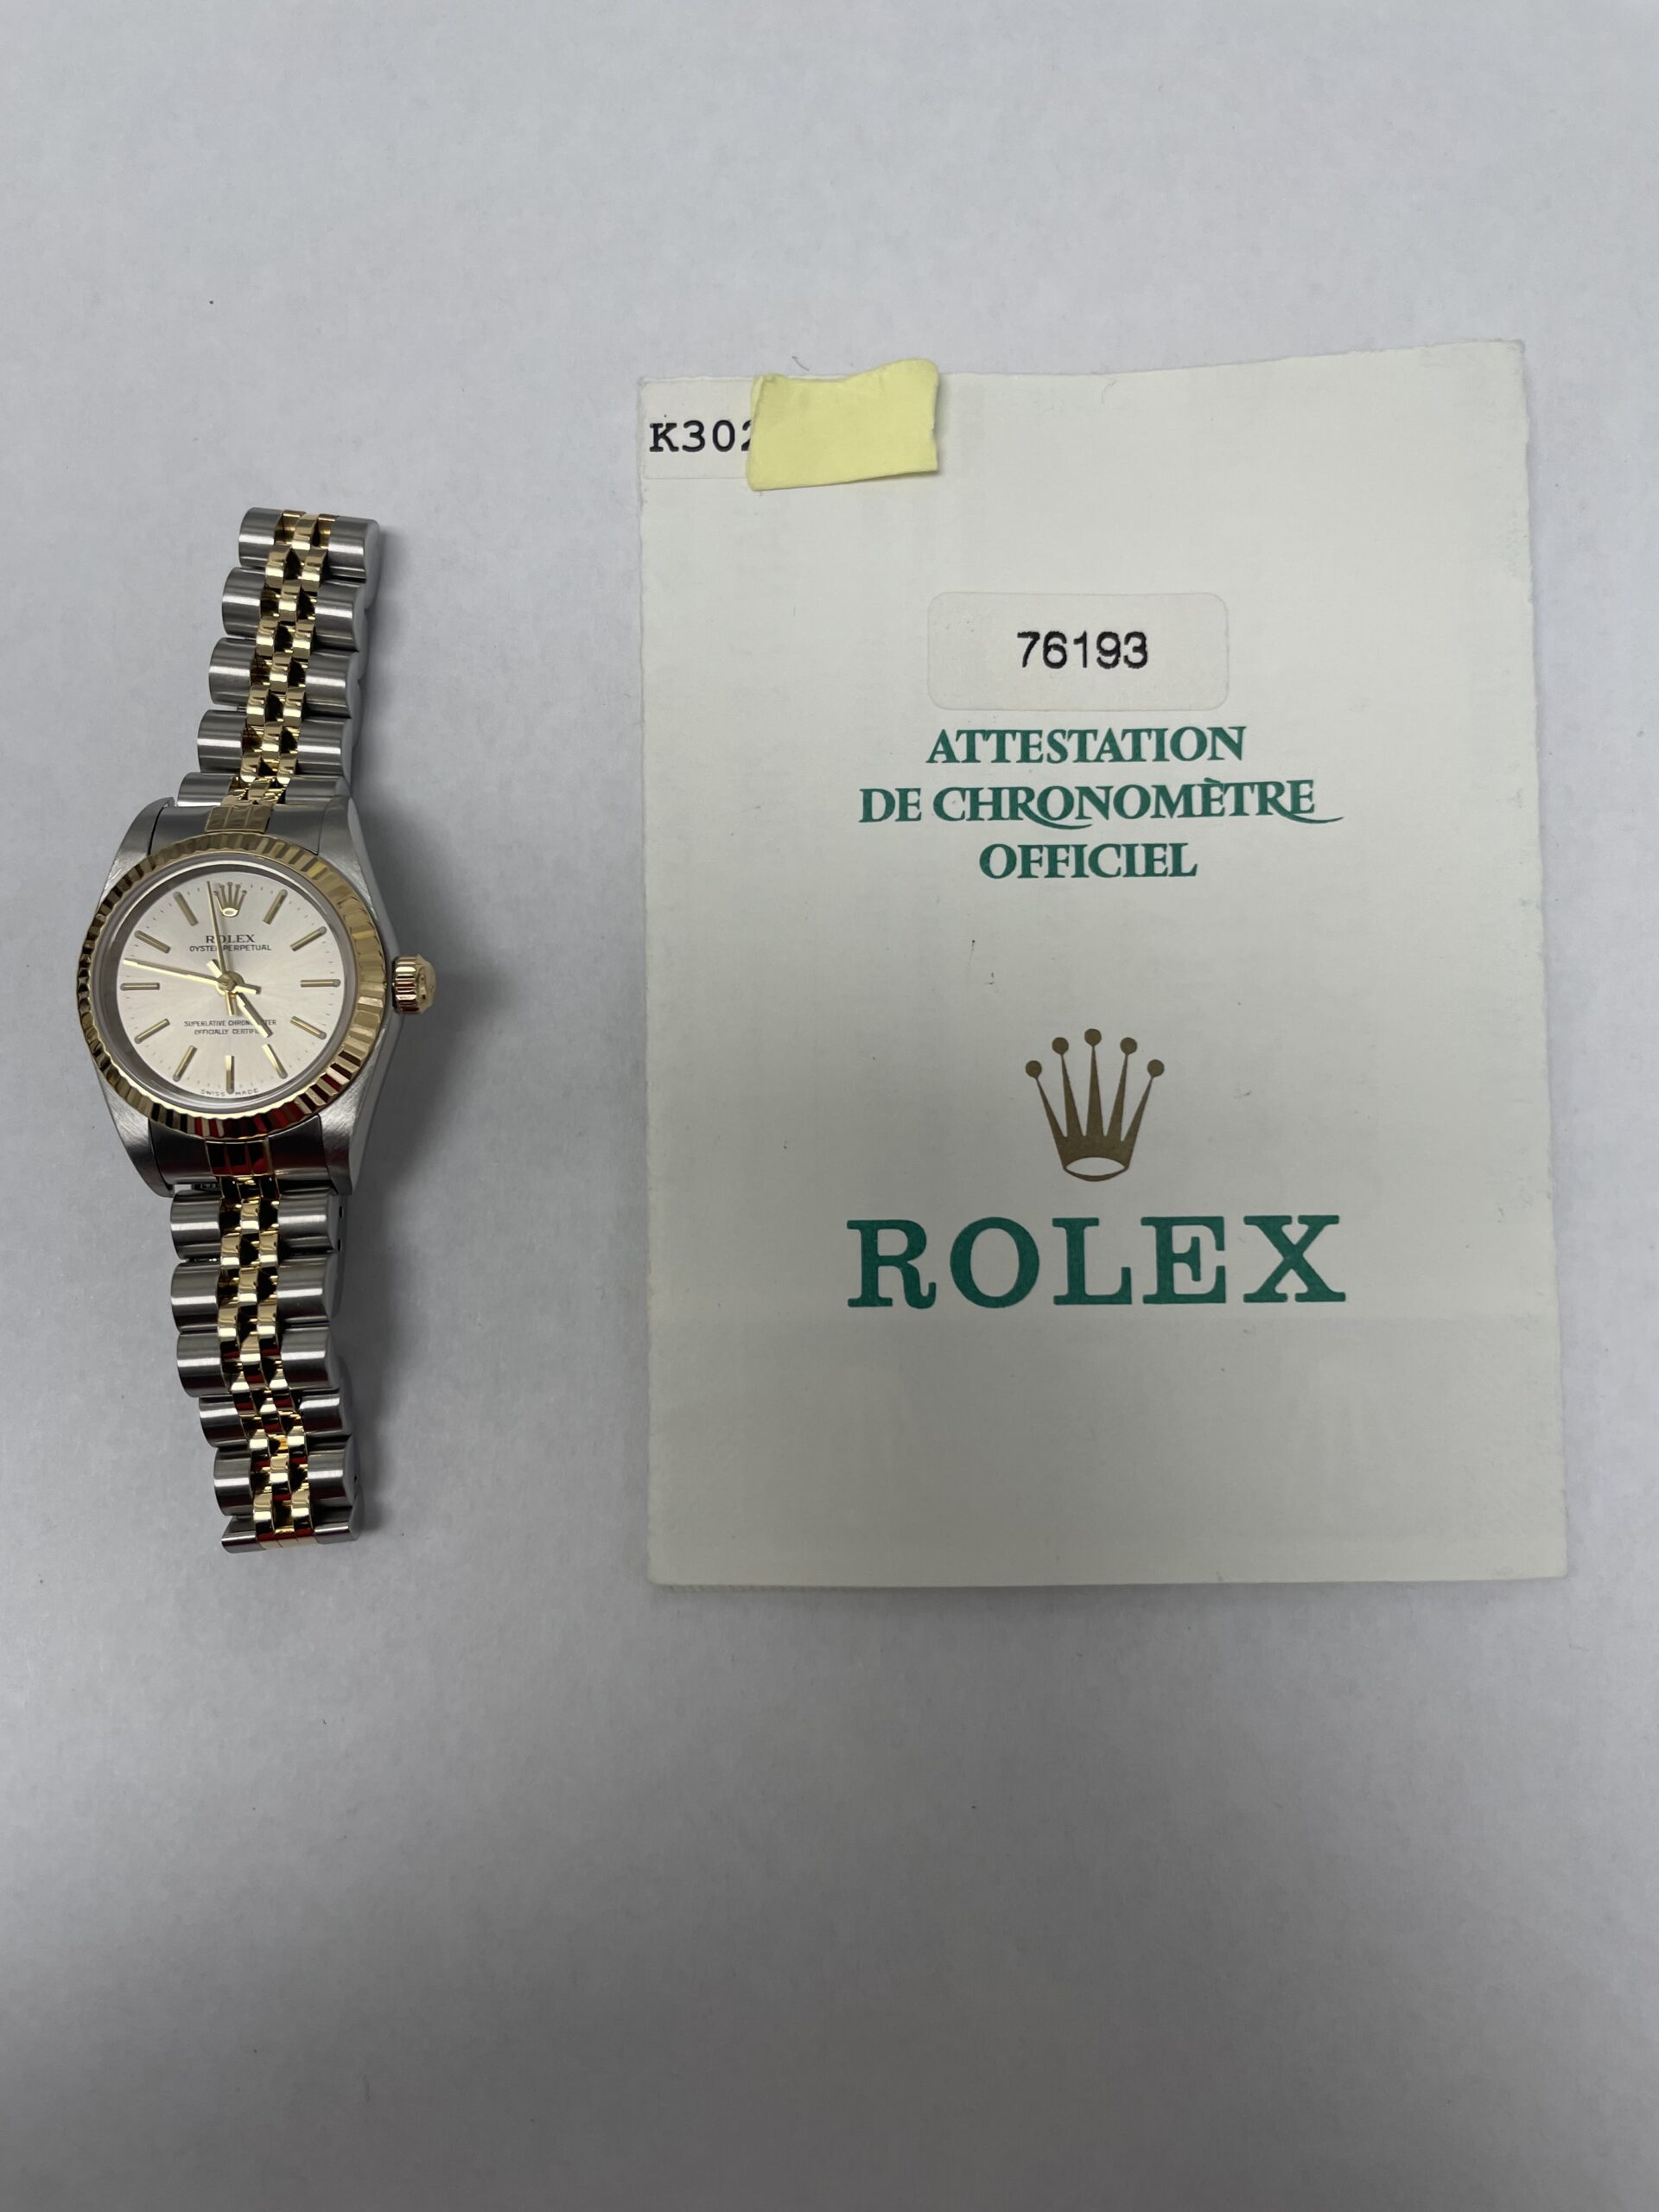 K302
76193
ATTESTATION
DE CHRONOMÈTRE
OFFICIEL
ROLEX
ROLEX
OYSTER PERPETUAL
SUPERLATIVE CHRONOMETER
OFFICIALLY CERTIFIED
SWISS MADE